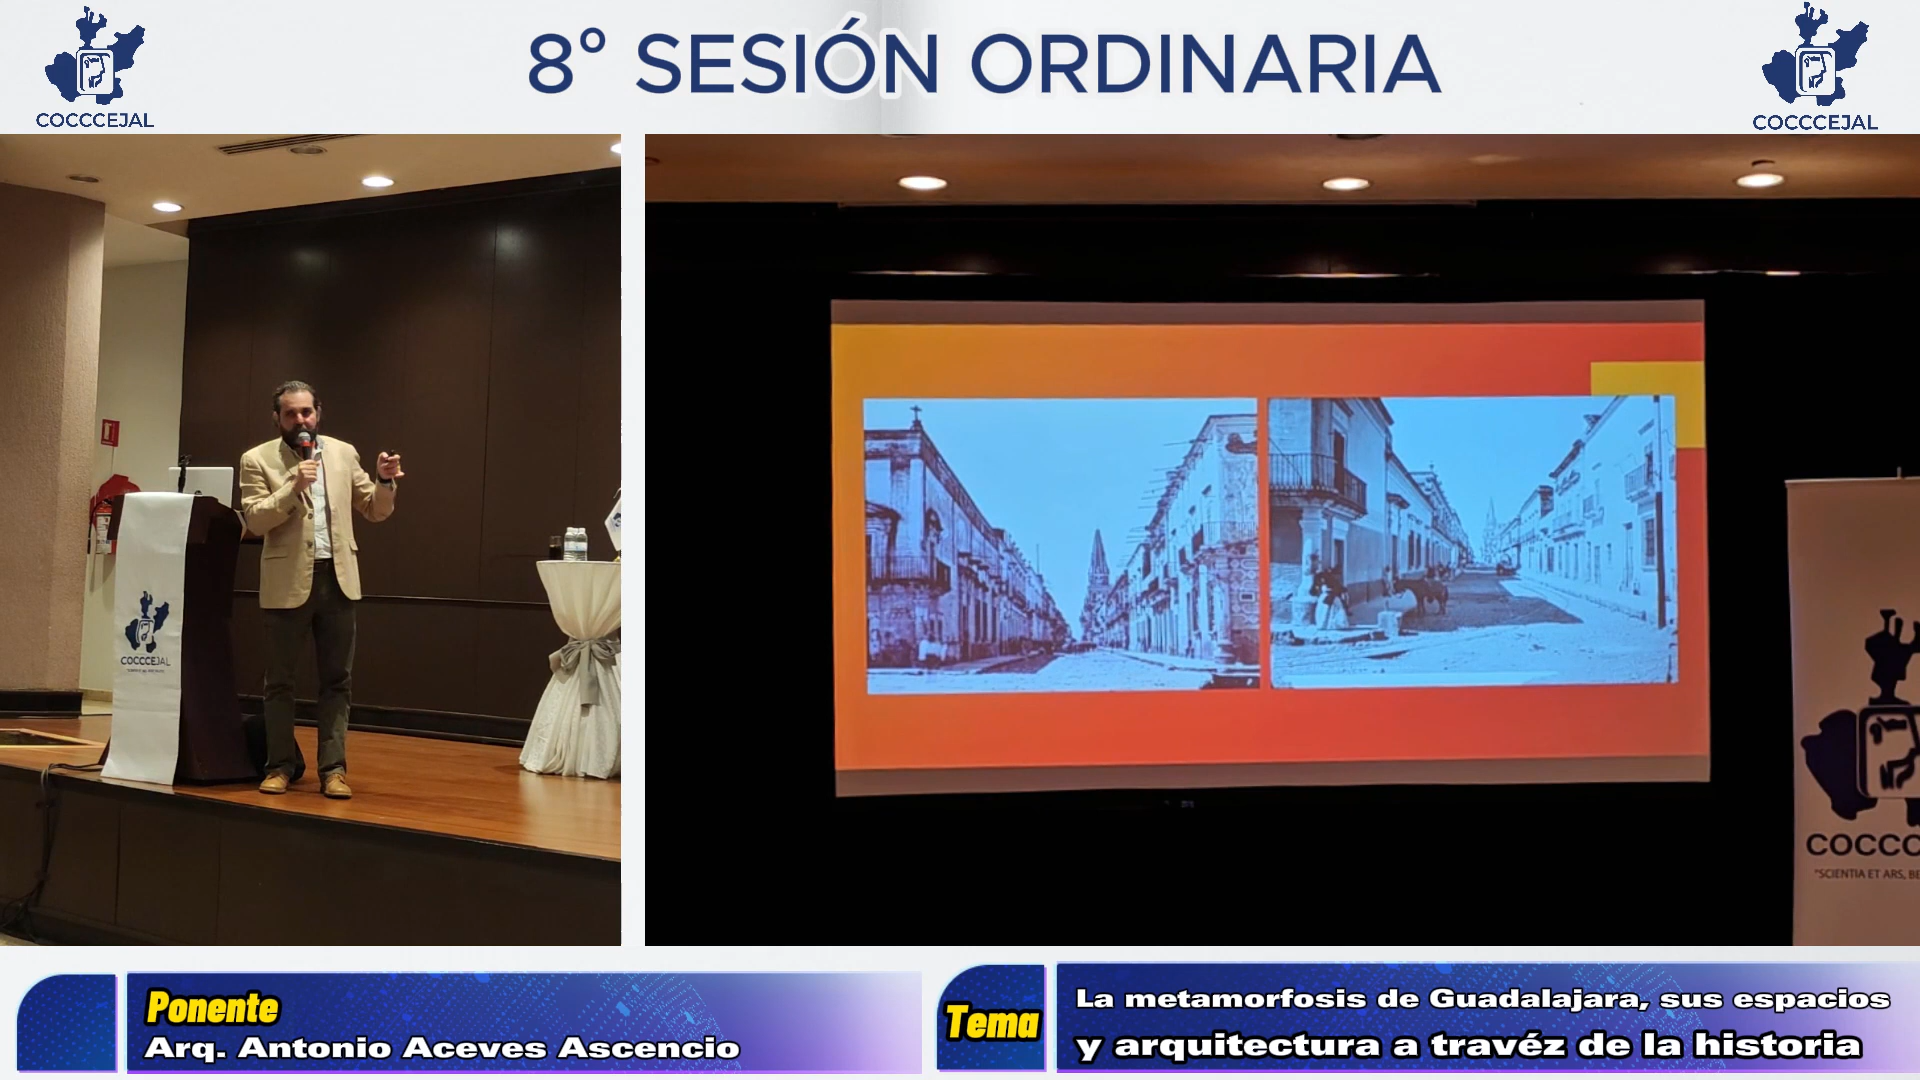 8° SESIÓN ORDINARIA
COCCCEJAL
COCCCEJAL
COCCCEJAL
COCCC
"SCIENTIA ET ARS, BE
Ponente
Arq. Antonio Aceves Ascencio
Tema
La metamorfosis de Guadalajara, sus espacios
y arquitectura a travéz de la historia